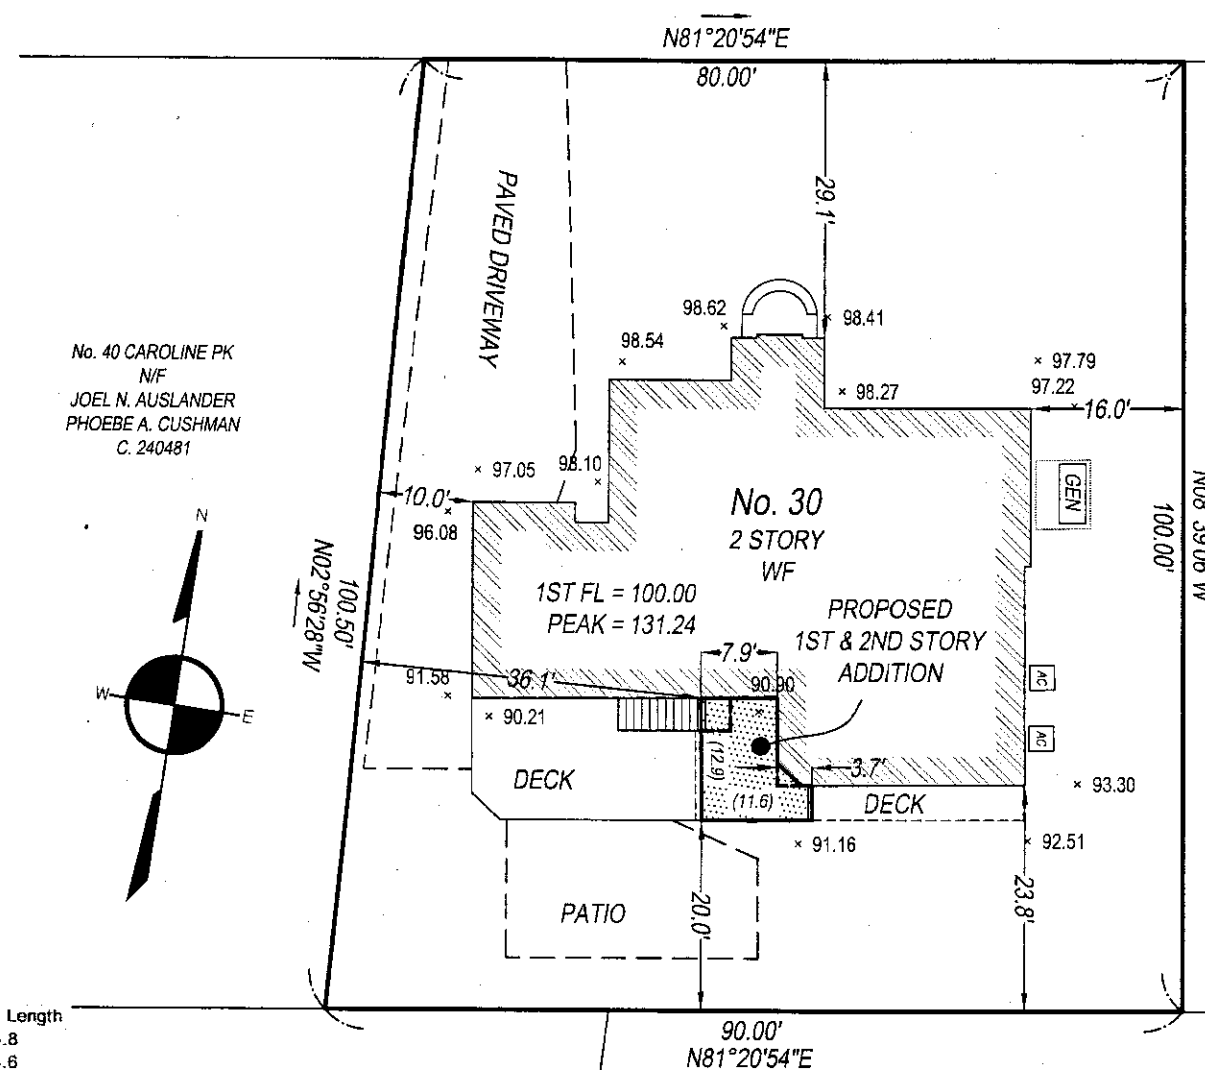 N81°20'54"E
80.00'
PAVED DRIVEWAY
29.1'
98.62
98.41
98.54
No. 40 CAROLINE PK
N/F
JOEL N. AUSLANDER
PHOEBE A. CUSHMAN
C. 240481
97.79
97.22
98.27
16.0'
97.05
98.10
10.0'
96.08
GEN
100.00'
No. 30
2 STORY
WF
N
1ST FL = 100.00
PEAK = 131.24
PROPOSED
1ST & 2ND STORY
ADDITION
N02°56'28"W
100.50'
7.9'
91.58
36.1'
90.90
AC
W
E
90.21
AC
(12.9)
3.7'
DECK
(11.6)
DECK
93.30
91.16
92.51
PATIO
20.0'
23.8'
Length
.8
.6
90.00'
N81°20'54"E